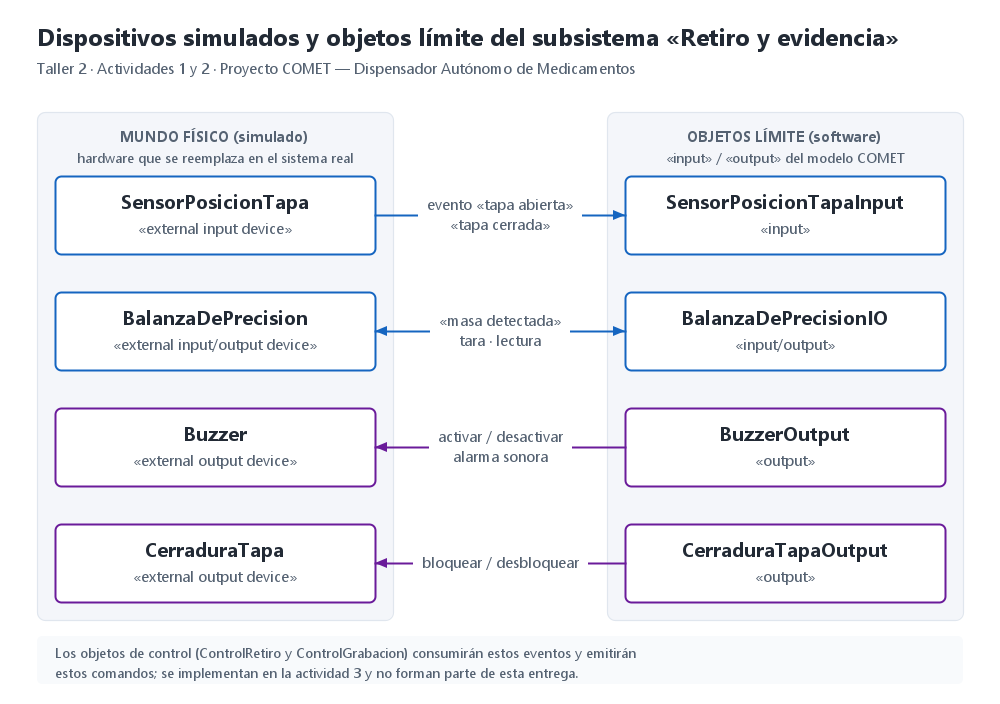 Dispositivos simulados y objetos límite del subsistema «Retiro y evidencia»
Taller 2 · Actividades 1 y 2 · Proyecto COMET — Dispensador Autónomo de Medicamentos
MUNDO FÍSICO (simulado)
hardware que se reemplaza en el sistema real
OBJETOS LÍMITE (software)
«input» / «output» del modelo COMET
SensorPosicionTapa
«external input device»
evento «tapa abierta»
«tapa cerrada»
SensorPosicionTapaInput
«input»
BalanzaDePrecision
«external input/output device»
«masa detectada»
tara · lectura
BalanzaDePrecisionIO
«input/output»
Buzzer
«external output device»
activar / desactivar
alarma sonora
BuzzerOutput
«output»
CerraduraTapa
«external output device»
bloquear / desbloquear
CerraduraTapaOutput
«output»
Los objetos de control (ControlRetiro y ControlGrabacion) consumirán estos eventos y emitirán
estos comandos; se implementan en la actividad 3 y no forman parte de esta entrega.